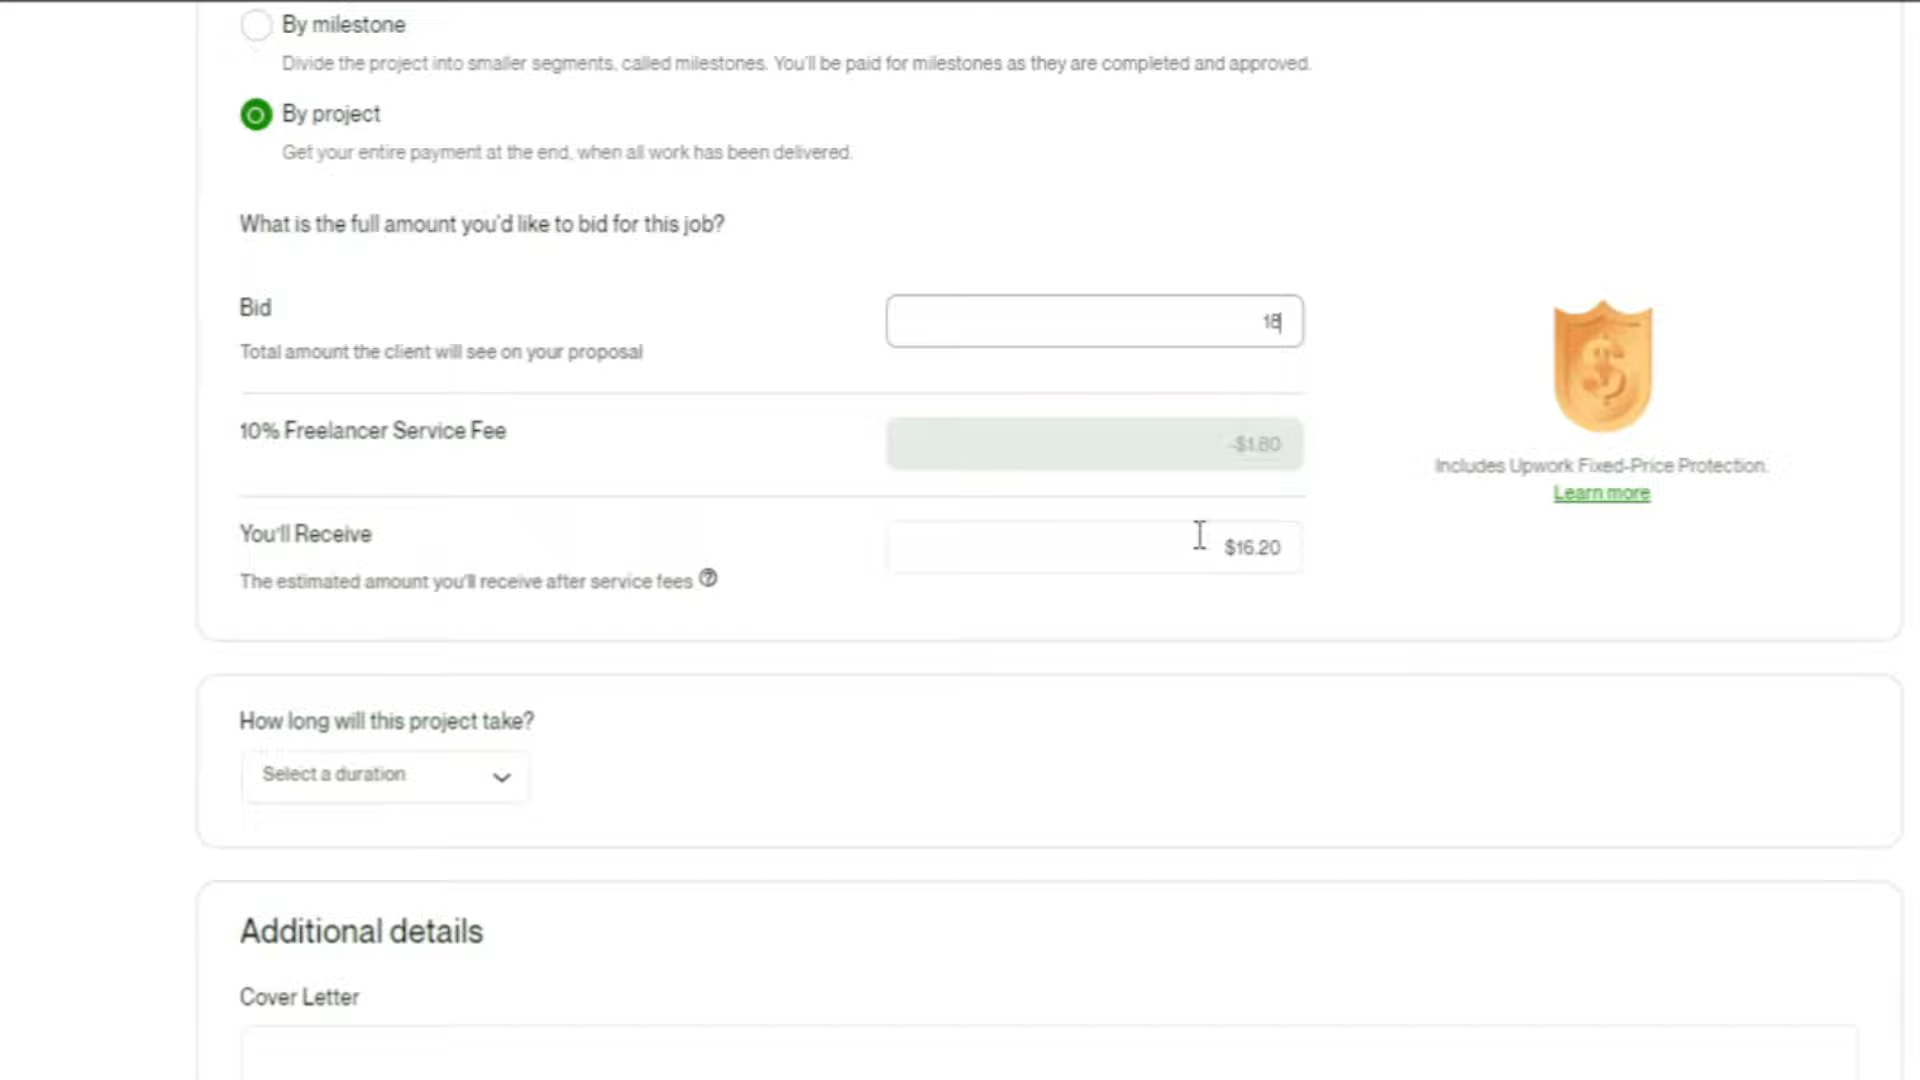 By milestone
Divide the project into smaller segments, called milestones. You'll be paid for milestones as they are completed and approved.
By project
Get your entire payment at the end, when all work has been delivered.
What is the full amount you'd like to bid for this job?
Bid
18
Total amount the client will see on your proposal
10% Freelancer Service Fee
-$1.80
Includes Upwork Fixed-Price Protection.
Learn more
You'll Receive
$16.20
The estimated amount you'll receive after service fees
How long will this project take?
Select a duration
Additional details
Cover Letter